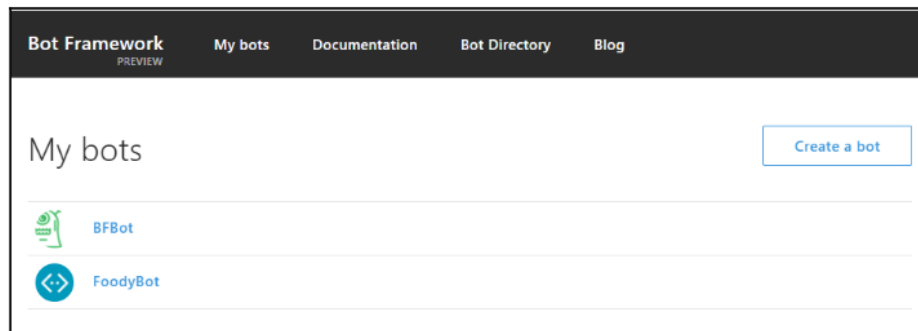 Bot Framework My bots Documentation Bot Directory Blog
PREVIEW
My bots Create a bot
BFBot
FoodyBot